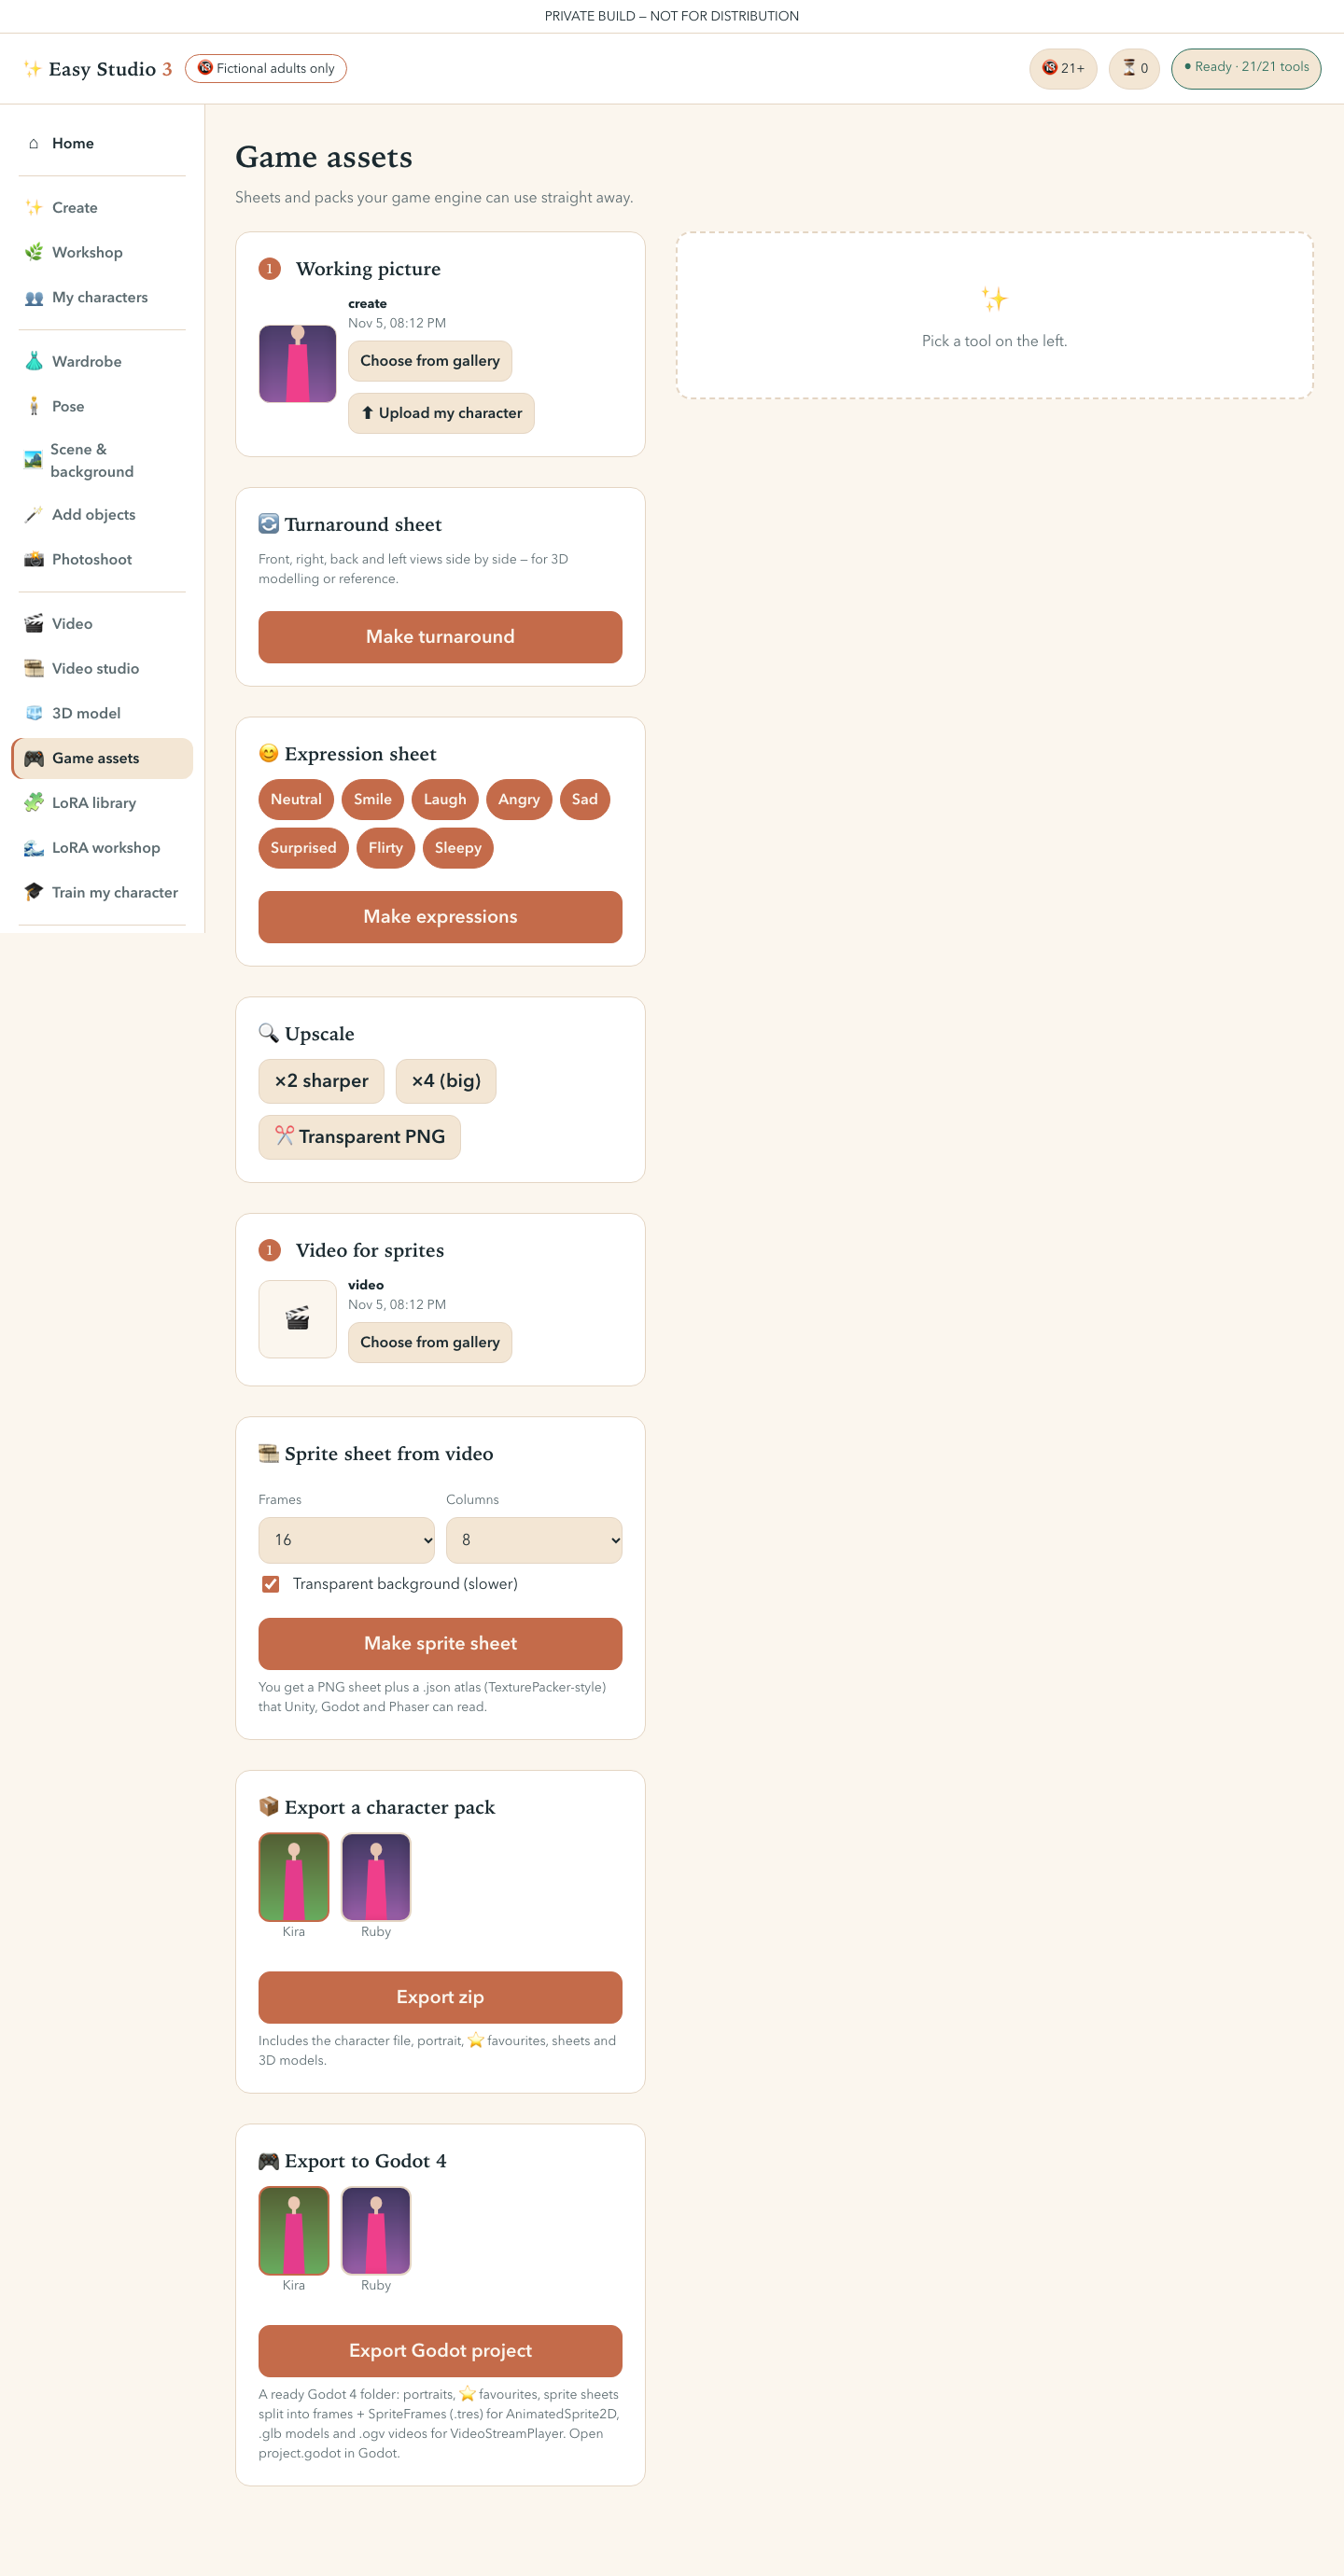 PRIVATE BUILD – NOT FOR DISTRIBUTION
Easy Studio 3
Fictional adults only
21+
0
Ready · 21/21 tools
Home
Create
Workshop
My characters
Wardrobe
Pose
Scene &
background
Add objects
Photoshoot
Video
Video studio
3D model
Game assets
LoRA library
LoRA workshop
Train my character
Game assets
Sheets and packs your game engine can use straight away.
1 Working picture
create
Nov 5, 08:12 PM
Choose from gallery
⬆ Upload my character
Pick a tool on the left.
Turnaround sheet
Front, right, back and left views side by side – for 3D
modelling or reference.
Make turnaround
Expression sheet
Neutral Smile Laugh Angry Sad
Surprised Flirty Sleepy
Make expressions
Upscale
×2 sharper ×4 (big)
Transparent PNG
1 Video for sprites
video
Nov 5, 08:12 PM
Choose from gallery
Sprite sheet from video
Frames Columns
16 8
Transparent background (slower)
Make sprite sheet
You get a PNG sheet plus a .json atlas (TexturePacker-style)
that Unity, Godot and Phaser can read.
Export a character pack
Kira Ruby
Export zip
Includes the character file, portrait, ⭐ favourites, sheets and
3D models.
Export to Godot 4
Kira Ruby
Export Godot project
A ready Godot 4 folder: portraits, ⭐ favourites, sprite sheets
split into frames + SpriteFrames (.tres) for AnimatedSprite2D,
.glb models and .ogv videos for VideoStreamPlayer. Open
project.godot in Godot.